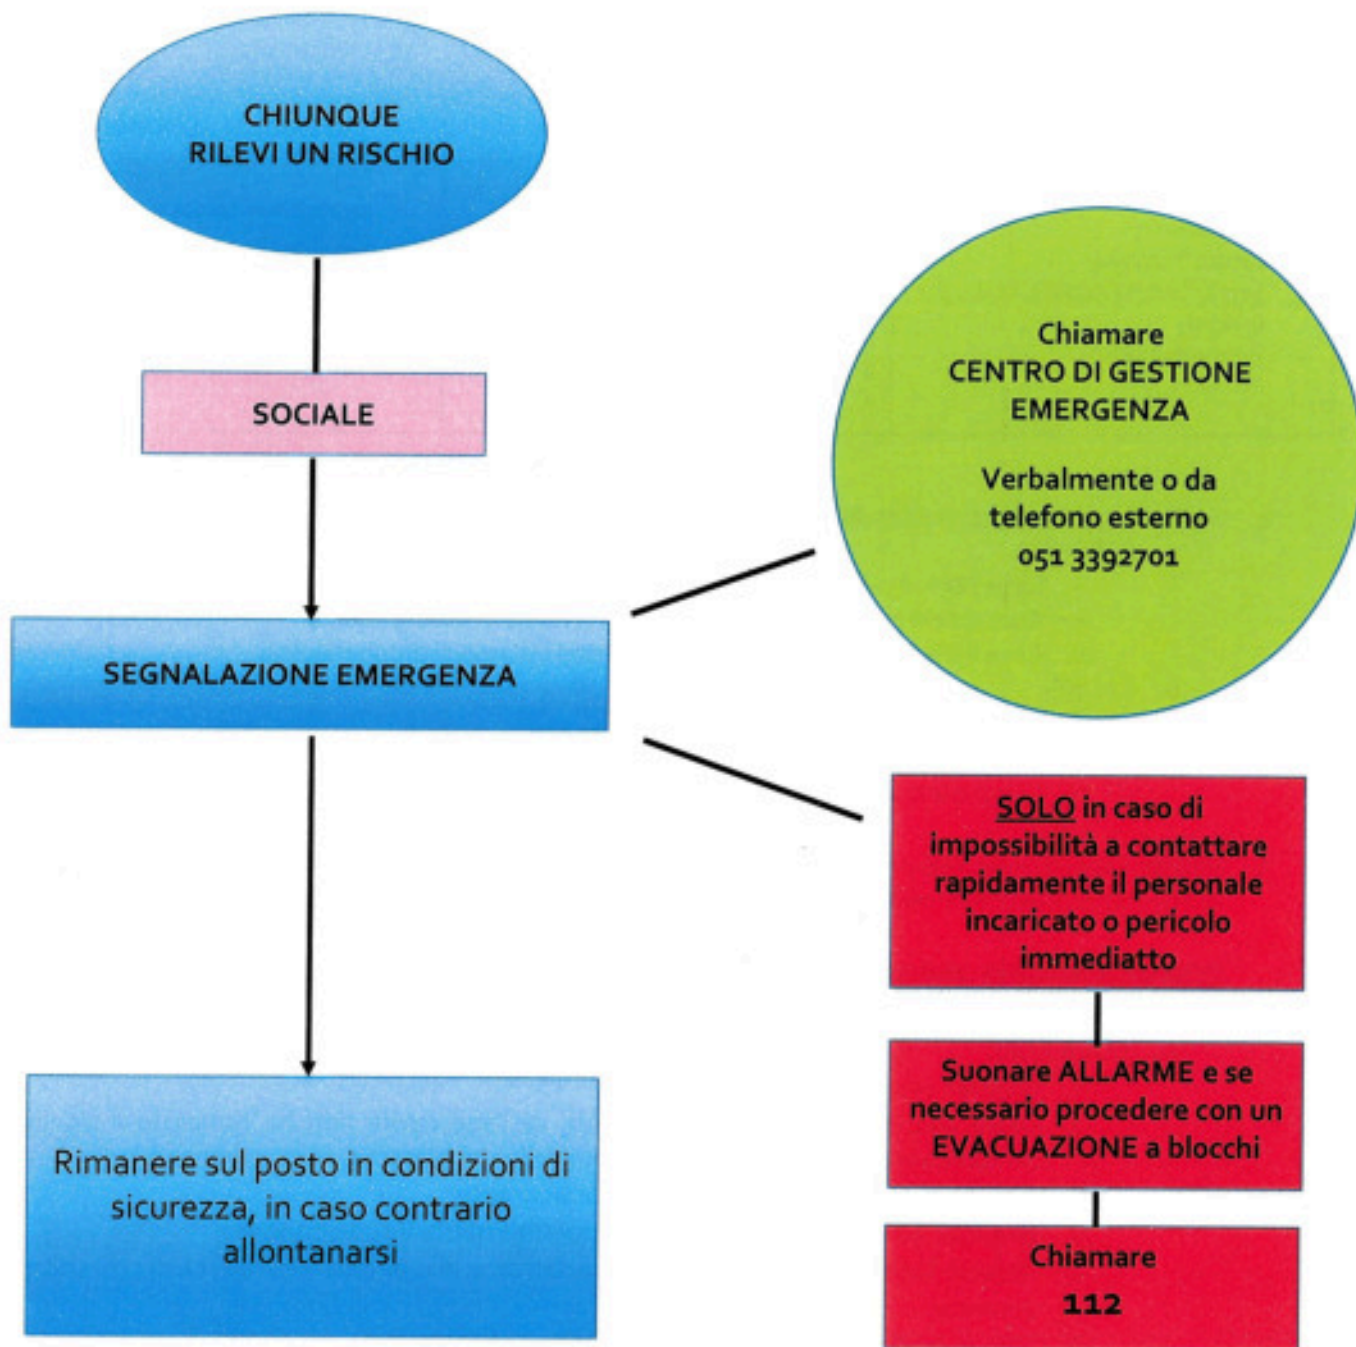 CHIUNQUE
RILEVI UN RISCHIO
SOCIALE
SEGNALAZIONE EMERGENZA
Chiamare
CENTRO DI GESTIONE
EMERGENZA
Verbalmente o da
telefono esterno
051 3392701
SOLO in caso di
impossibilità a contattare
rapidamente il personale
incaricato o pericolo
immediatto
Suonare ALLARME e se
necessario procedere con un
EVACUAZIONE a blocchi
Chiamare
112
Rimanere sul posto in condizioni di
sicurezza, in caso contrario
allontanarsi